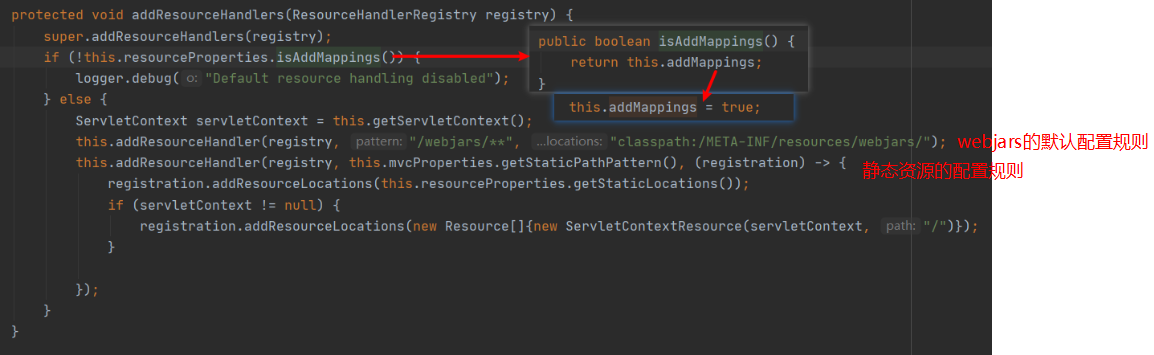 protected void addResourceHandlers(ResourceHandlerRegistry registry) {
super.addResourceHandlers(registry);
if (!this.resourceProperties.isAddMappings()) {
logger.debug( o: "Default resource handling disabled");
} else {
ServletContext servletContext = this.getServletContext();
this.addResourceHandler(registry, pattern: "/webjars/**", ...locations: "classpath:/META-INF/resources/webjars/"); webjars的默认配置规则
this.addResourceHandler(registry, this.mvcProperties.getStaticPathPattern(), (registration) -> { 静态资源的配置规则
registration.addResourceLocations(this.resourceProperties.getStaticLocations());
if (servletContext != null) {
registration.addResourceLocations(new Resource[]{new ServletContextResource(servletContext, path: "/")});
}
});
}
}
public boolean isAddMappings() {
return this.addMappings;
}
this.addMappings = true;